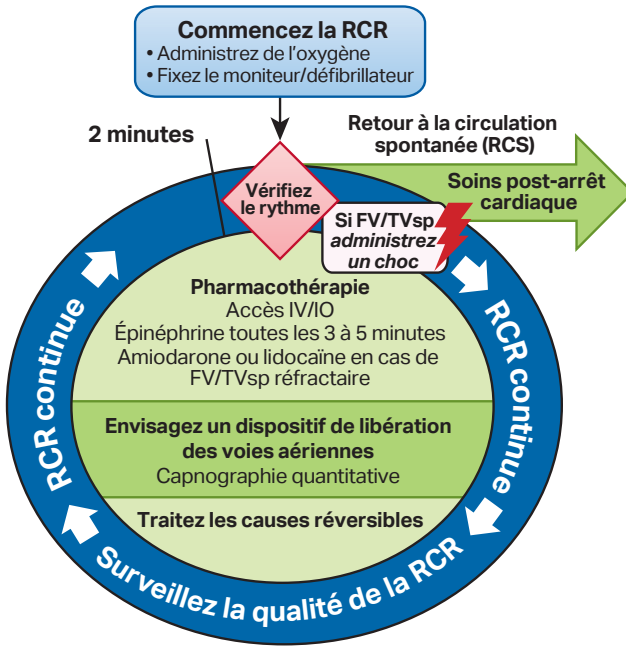 Commencez la RCR
• Administrez de l'oxygène
• Fixez le moniteur/défibrillateur
2 minutes
Retour à la circulation
spontanée (RCS)
Vérifiez
le rythme
Soins post-arrêt
cardiaque
Si FV/TVsp
administrez
un choc
Pharmacothérapie
Accès IV/IO
Épinéphrine toutes les 3 à 5 minutes
Amiodarone ou lidocaïne en cas de
FV/TVsp réfractaire
Envisagez un dispositif de libération
des voies aériennes
Capnographie quantitative
Traitez les causes réversibles
RCR continue
RCR continue
Surveillez la qualité de la RCR